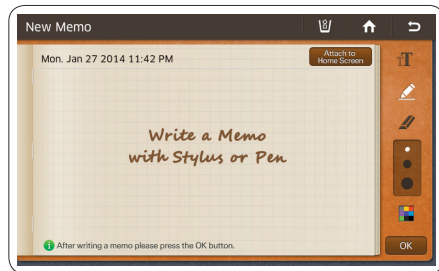 New Memo
Mon. Jan 27 2014 11:42 PM
Attach to
Home Screen
TT
Write a Memo
with Stylus or Pen
After writing a memo please press the OK button.
OK